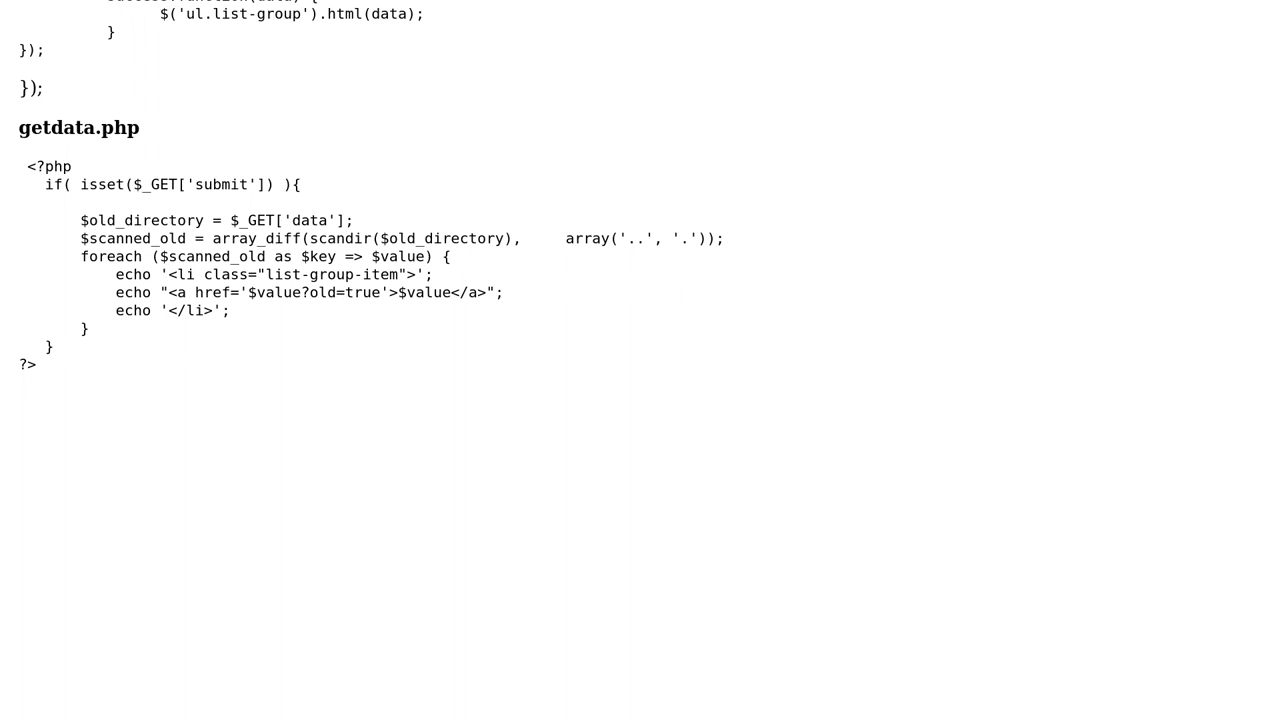 $('ul.list-group').html(data);
}
});
});
getdata.php
<?php
if( isset($_GET['submit']) ){
$old_directory = $_GET['data'];
$scanned_old = array_diff(scandir($old_directory),     array('..', '.'));
foreach ($scanned_old as $key => $value) {
echo '<li class="list-group-item">';
echo "<a href='$value?old=true'>$value</a>";
echo '</li>';
}
}
?>